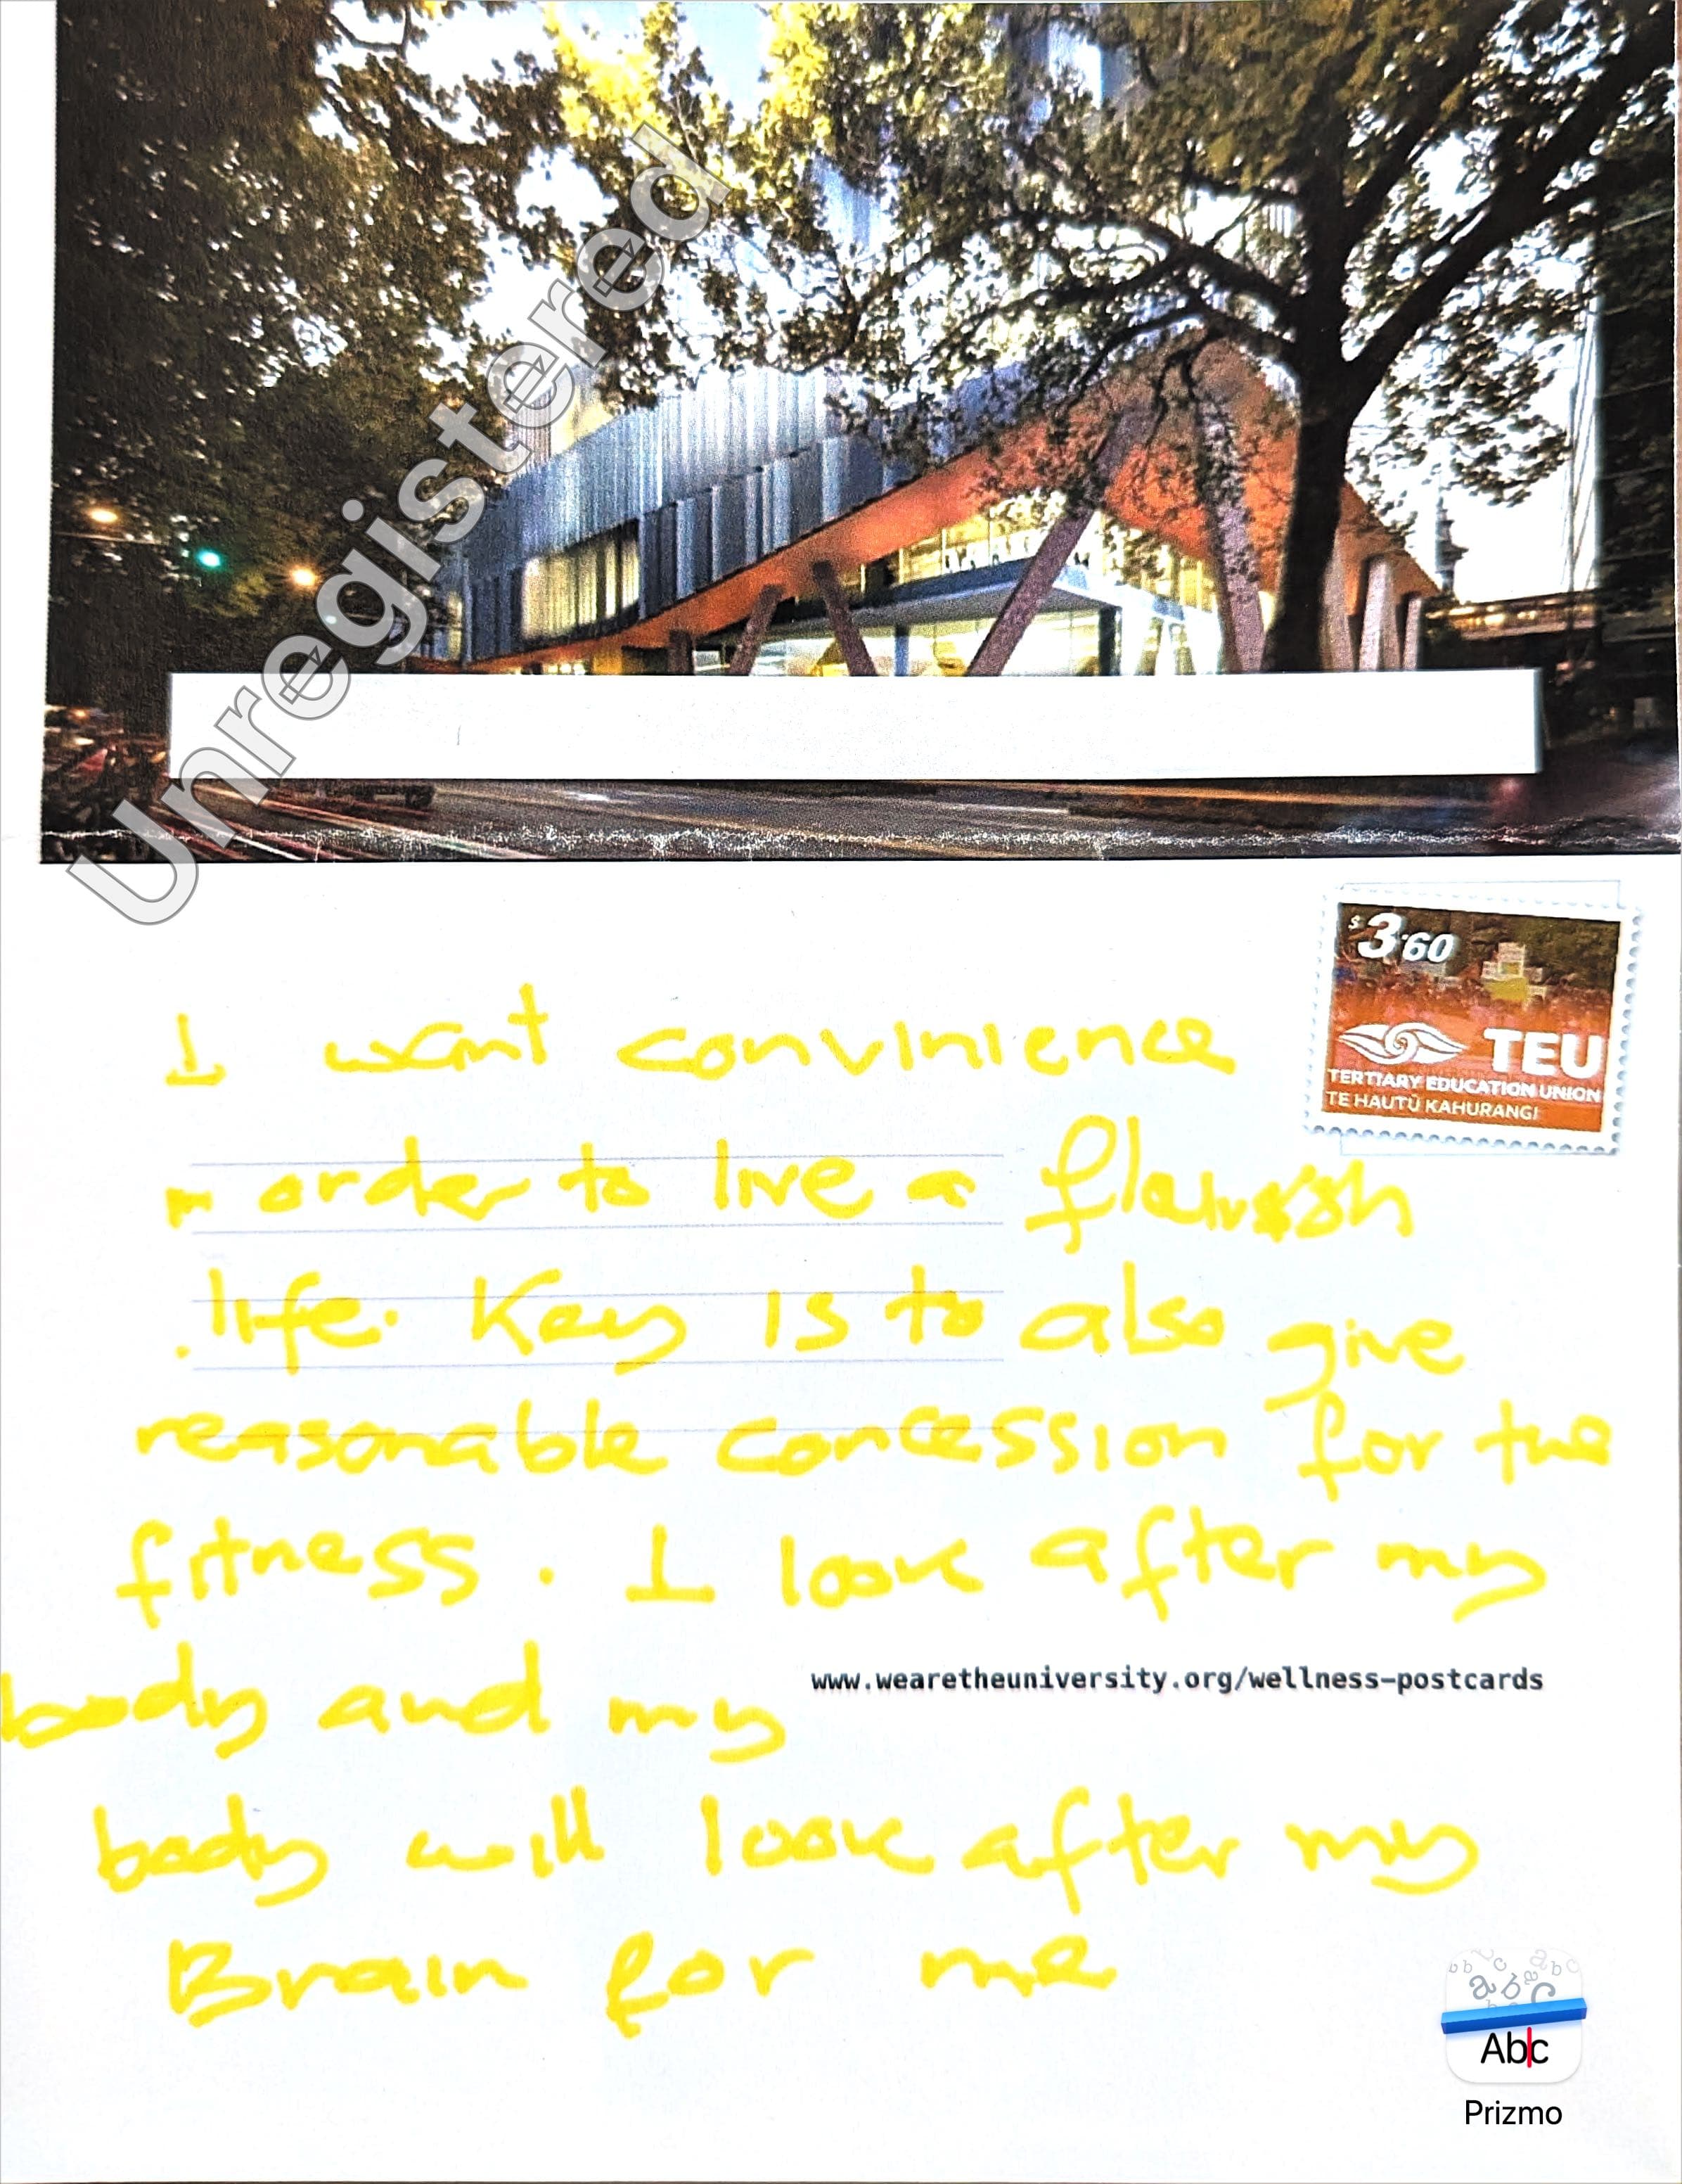 Unregistered
$3.60
TEU
TERTIARY EDUCATION UNION
TE HAUTŪ KAHURANGI
I want convinience
in order to live a
life. Key is to also give
reasonable concession for the
fitness. I look after my
body and my
www.wearetheuniversity.org/wellness-postcards
body will look after my
Brain for me
Abc
Prizmo